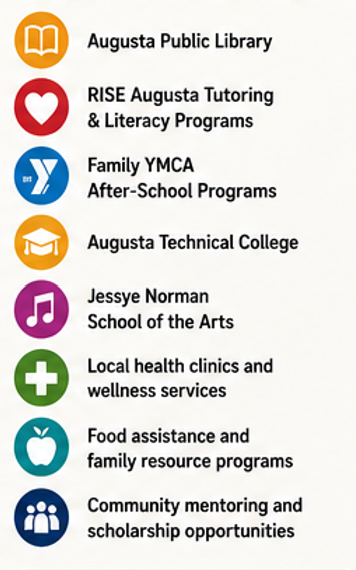 Augusta Public Library
RISE Augusta Tutoring
& Literacy Programs
Family YMCA
After-School Programs
Augusta Technical College
Jessye Norman
School of the Arts
Local health clinics and
wellness services
Food assistance and
family resource programs
Community mentoring and
scholarship opportunities